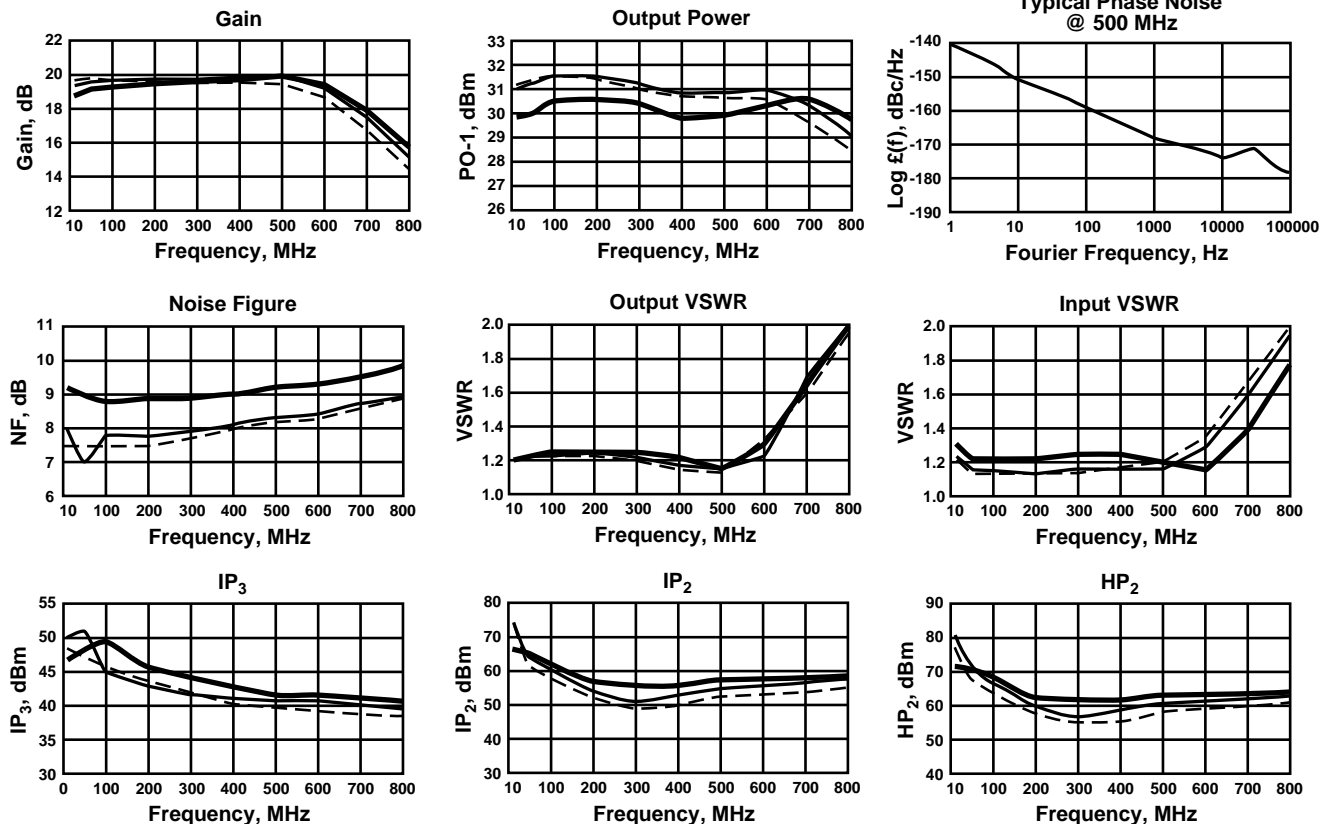 Gain
22
20
18
16
14
12
Gain, dB
10 100 200 300 400 500 600 700 800
Frequency, MHz
Output Power
33
32
31
30
29
28
27
26
PO-1, dBm
10 100 200 300 400 500 600 700 800
Frequency, MHz
Typical Phase Noise
@ 500 MHz
-140
-150
-160
-170
-180
-190
Log £(f), dBc/Hz
1 10 100 1000 10000 100000
Fourier Frequency, Hz
Noise Figure
11
10
9
8
7
6
NF, dB
10 100 200 300 400 500 600 700 800
Frequency, MHz
Output VSWR
2.0
1.8
1.6
1.4
1.2
1.0
VSWR
10 100 200 300 400 500 600 700 800
Frequency, MHz
Input VSWR
2.0
1.8
1.6
1.4
1.2
1.0
VSWR
10 100 200 300 400 500 600 700 800
Frequency, MHz
IP3
55
50
45
40
35
30
IP3, dBm
0 100 200 300 400 500 600 700 800
Frequency, MHz
IP2
80
70
60
50
40
30
IP2, dBm
10 100 200 300 400 500 600 700 800
Frequency, MHz
HP2
90
80
70
60
50
40
HP2, dBm
10 100 200 300 400 500 600 700 800
Frequency, MHz